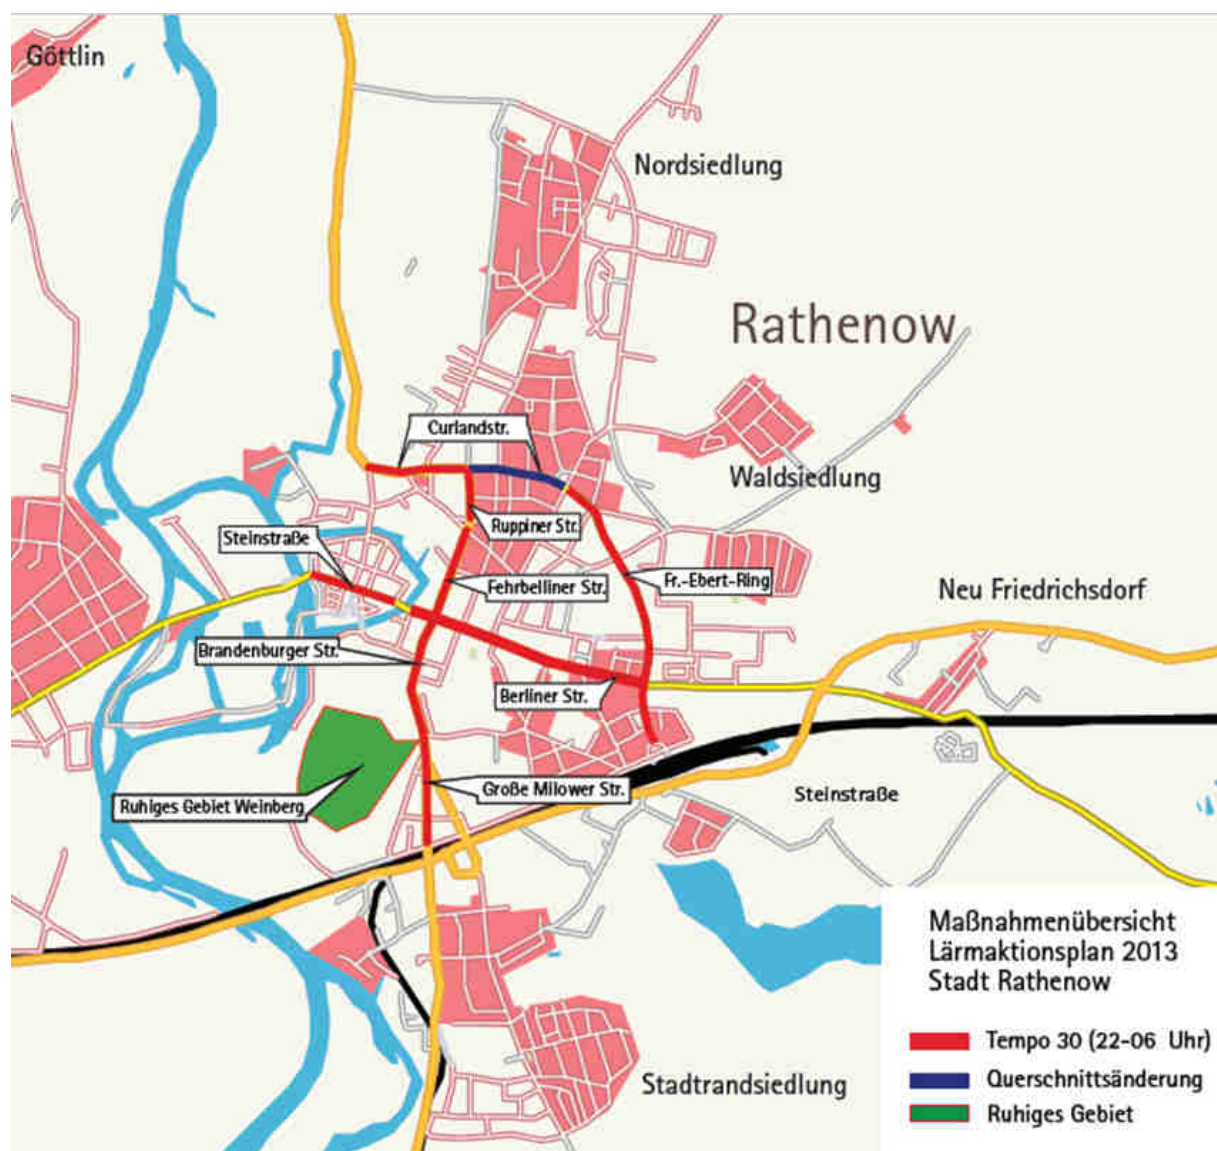 Göttlin
Nordsiedlung
Rathenow
Curlandstr.
Waldsiedlung
Ruppiner Str.
Steinstraße
Fehrbelliner Str.
Fr.-Ebert-Ring
Neu Friedrichsdorf
Brandenburger Str.
Berliner Str.
Große Milower Str.
Steinstraße
Ruhiges Gebiet Weinberg
Maßnahmenübersicht
Lärmaktionsplan 2013
Stadt Rathenow
Tempo 30 (22-06 Uhr)
Querschnittsänderung
Ruhiges Gebiet
Stadtrandsiedlung